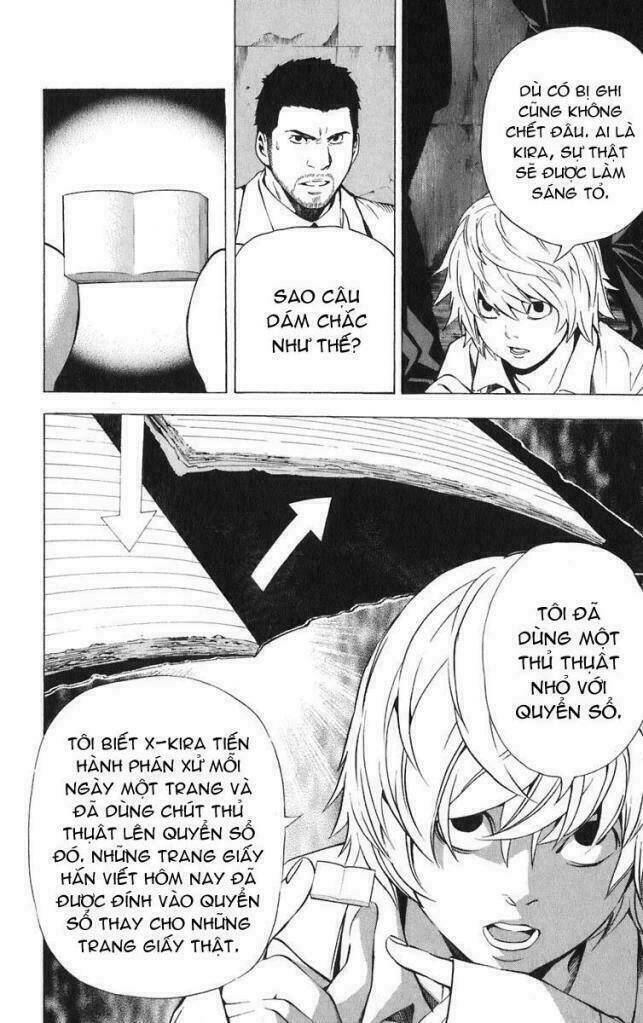 DÙ CÓ BỊ GHI
CŨNG KHÔNG
CHẾT ĐÂU. AI LÀ
KIRA, SỰ THẬT
SẼ ĐƯỢC LÀM
SÁNG TỎ.
SAO CẬU
DÁM CHẮC
NHƯ THẾ?
TÔI ĐÃ
DÙNG MỘT
THỦ THUẬT
NHỎ VỚI
QUYỂN SỔ.
TÔI BIẾT X-KIRA TIẾN
HÀNH PHÁN XỬ MỖI
NGÀY MỘT TRANG VÀ
ĐÃ DÙNG CHÚT THỦ
THUẬT LÊN QUYỂN SỔ
ĐÓ. NHỮNG TRANG GIẤY
HẮN VIẾT HÔM NAY ĐÃ
ĐƯỢC ĐÍNH VÀO QUYỂN
SỔ THAY CHO NHỮNG
TRANG GIẤY THẬT.